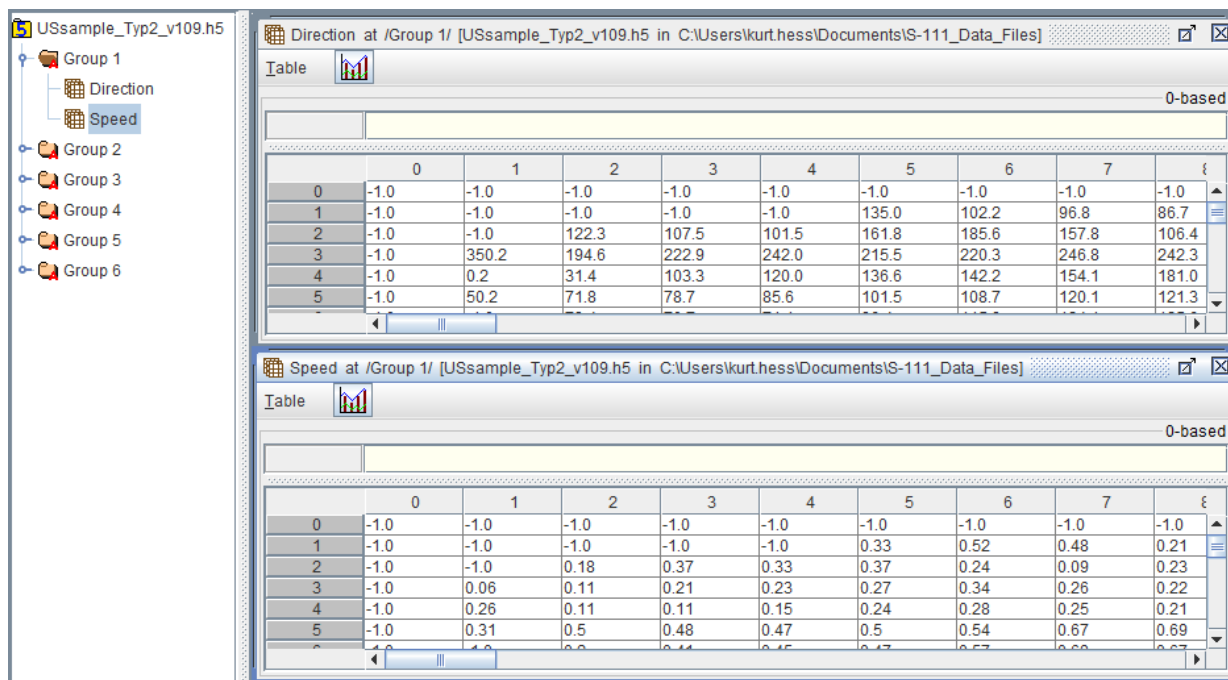 USsample_Typ2_v109.h5
Group 1
Direction
Speed
Group 2
Group 3
Group 4
Group 5
Group 6
Direction at /Group 1/ [USsample_Typ2_v109.h5 in C:\Users\kurt.hess\Documents\S-111_Data_Files]
Table
0-based
0 1 2 3 4 5 6 7
0 -1.0 -1.0 -1.0 -1.0 -1.0 -1.0 -1.0 -1.0 -1.0
1 -1.0 -1.0 -1.0 -1.0 -1.0 135.0 102.2 96.8 86.7
2 -1.0 -1.0 122.3 107.5 101.5 161.8 185.6 157.8 106.4
3 -1.0 350.2 194.6 222.9 242.0 215.5 220.3 246.8 242.3
4 -1.0 0.2 31.4 103.3 120.0 136.6 142.2 154.1 181.0
5 -1.0 50.2 71.8 78.7 85.6 101.5 108.7 120.1 121.3
Speed at /Group 1/ [USsample_Typ2_v109.h5 in C:\Users\kurt.hess\Documents\S-111_Data_Files]
Table
0-based
0 1 2 3 4 5 6 7
0 -1.0 -1.0 -1.0 -1.0 -1.0 -1.0 -1.0 -1.0 -1.0
1 -1.0 -1.0 -1.0 -1.0 -1.0 0.33 0.52 0.48 0.21
2 -1.0 -1.0 0.18 0.37 0.33 0.37 0.24 0.09 0.23
3 -1.0 0.06 0.11 0.21 0.23 0.27 0.34 0.26 0.22
4 -1.0 0.26 0.11 0.11 0.15 0.24 0.28 0.25 0.21
5 -1.0 0.31 0.5 0.48 0.47 0.5 0.54 0.67 0.69